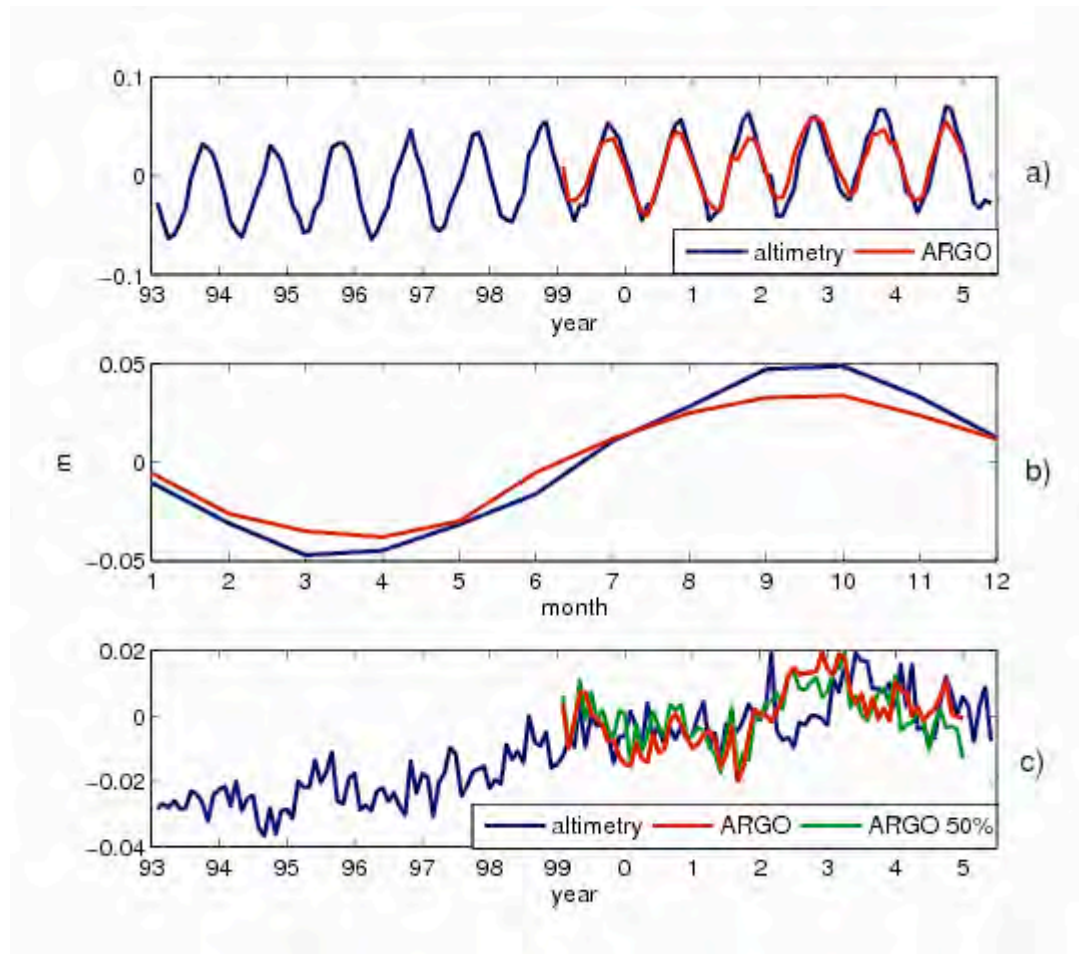 0.1
0
−0.1
a)
altimetry ARGO
93 94 95 96 97 98 99 0 1 2 3 4 5
year
0.05
0
−0.05
m
b)
1 2 3 4 5 6 7 8 9 10 11 12
month
0.02
0
−0.02
−0.04
c)
altimetry ARGO ARGO 50%
93 94 95 96 97 98 99 0 1 2 3 4 5
year